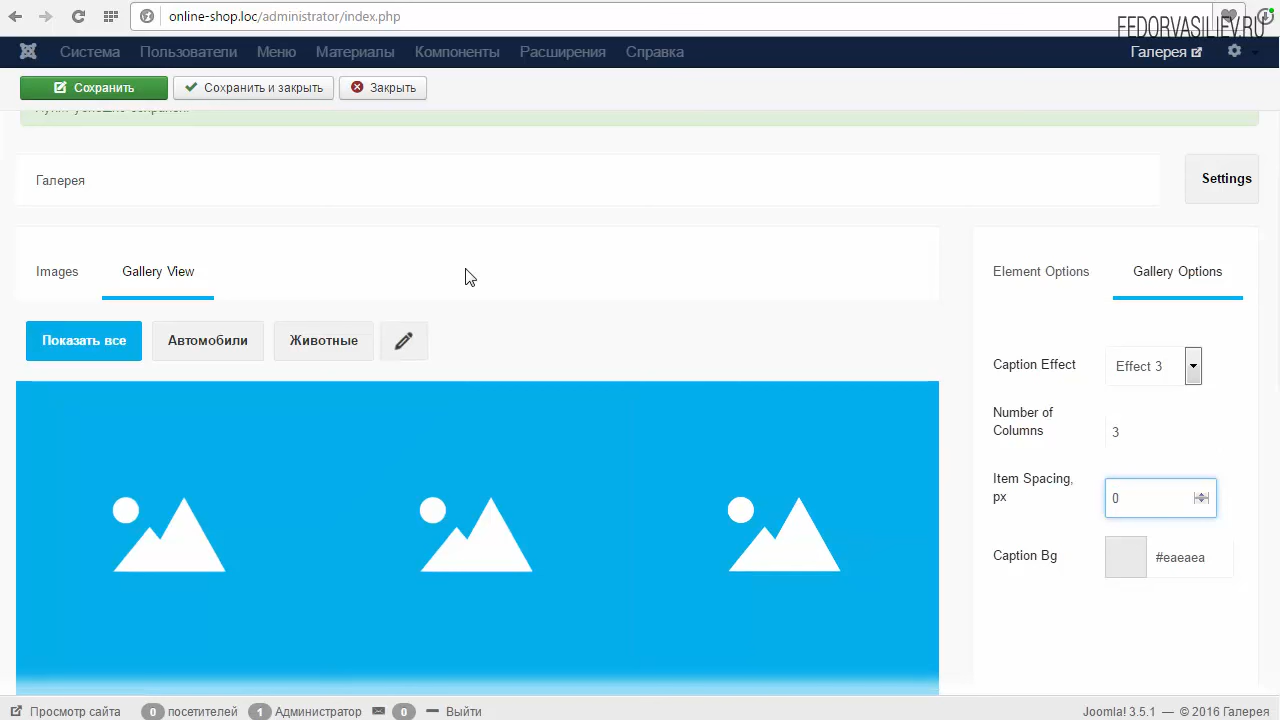 online-shop.loc/administrator/index.php
FEDORVASILIEV.RU
Система Пользователи Меню Материалы Компоненты Расширения Справка Галерея
Сохранить Сохранить и закрыть Закрыть
Галерея
Settings
Images Gallery View
Element Options Gallery Options
Показать все Автомобили Животные
Caption Effect Effect 3
Number of
Columns 3
Item Spacing,
px 0
Caption Bg #eaeaea
Просмотр сайта 0 посетителей 1 Администратор 0 Выйти Joomla! 3.5.1 — © 2016 Галерея